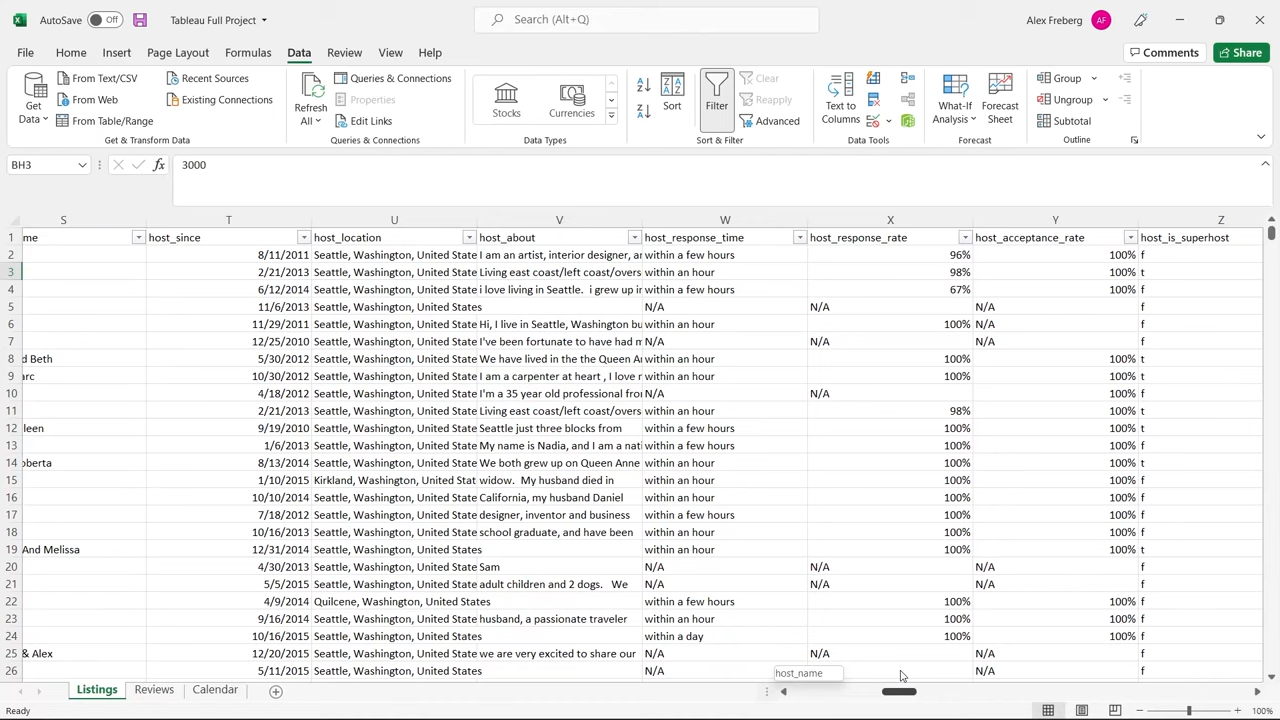 AutoSave Off Tableau Full Project Search (Alt+Q) Alex Freberg AF
File Home Insert Page Layout Formulas Data Review View Help Comments Share
Get Data From Text/CSV From Web From Table/Range Recent Sources Existing Connections
Get & Transform Data
Refresh All Queries & Connections Properties Edit Links
Queries & Connections
Stocks Currencies
Data Types
Sort Filter Clear Reapply Advanced
Sort & Filter
Text to Columns
Data Tools
What-If Analysis Forecast Sheet
Forecast
Group Ungroup Subtotal
Outline
BH3 fx 3000
S T U V W X Y Z
1 me host_since host_location host_about host_response_time host_response_rate host_acceptance_rate host_is_superhost
2 8/11/2011 Seattle, Washington, United State I am an artist, interior designer, ar within a few hours 96% 100% f
3 2/21/2013 Seattle, Washington, United State Living east coast/left coast/overs within an hour 98% 100% t
4 6/12/2014 Seattle, Washington, United State i love living in Seattle. i grew up in within a few hours 67% 100% f
5 11/6/2013 Seattle, Washington, United States N/A N/A N/A f
6 11/29/2011 Seattle, Washington, United State Hi, I live in Seattle, Washington bu within an hour 100% N/A f
7 12/25/2010 Seattle, Washington, United State I've been fortunate to have had m N/A N/A N/A f
8 d Beth 5/30/2012 Seattle, Washington, United State We have lived in the the Queen A within an hour 100% 100% t
9 arc 10/30/2012 Seattle, Washington, United State I am a carpenter at heart , I love r within an hour 100% 100% f
10 4/18/2012 Seattle, Washington, United State I'm a 35 year old professional fro N/A N/A 100% f
11 2/21/2013 Seattle, Washington, United State Living east coast/left coast/overs within an hour 98% 100% t
12 leen 9/19/2010 Seattle, Washington, United State Seattle just three blocks from within an hour 100% 100% t
13 1/6/2013 Seattle, Washington, United State My name is Nadia, and I am a nati within a few hours 100% 100% f
14 oberta 8/13/2014 Seattle, Washington, United State We both grew up on Queen Anne within an hour 100% 100% t
15 1/10/2015 Kirkland, Washington, United Stat widow. My husband died in within an hour 100% 100% f
16 10/10/2014 Seattle, Washington, United State California, my husband Daniel within an hour 100% 100% f
17 7/18/2012 Seattle, Washington, United State designer, inventor and business within a few hours 100% 100% f
18 10/16/2013 Seattle, Washington, United State school graduate, and have been within an hour 100% 100% f
19 And Melissa 12/31/2014 Seattle, Washington, United States within an hour 100% 100% t
20 4/30/2013 Seattle, Washington, United State Sam N/A N/A N/A f
21 5/5/2015 Seattle, Washington, United State adult children and 2 dogs. We N/A N/A N/A f
22 4/9/2014 Quilcene, Washington, United States within a few hours 100% 100% f
23 9/16/2014 Seattle, Washington, United State husband, a passionate traveler within an hour 100% 100% f
24 10/16/2015 Seattle, Washington, United States within a day 100% 100% f
25 & Alex 12/20/2015 Seattle, Washington, United State we are very excited to share our N/A N/A N/A f
26 5/11/2015 Seattle, Washington, United States N/A N/A f
host_name
Listings Reviews Calendar
Ready 100%